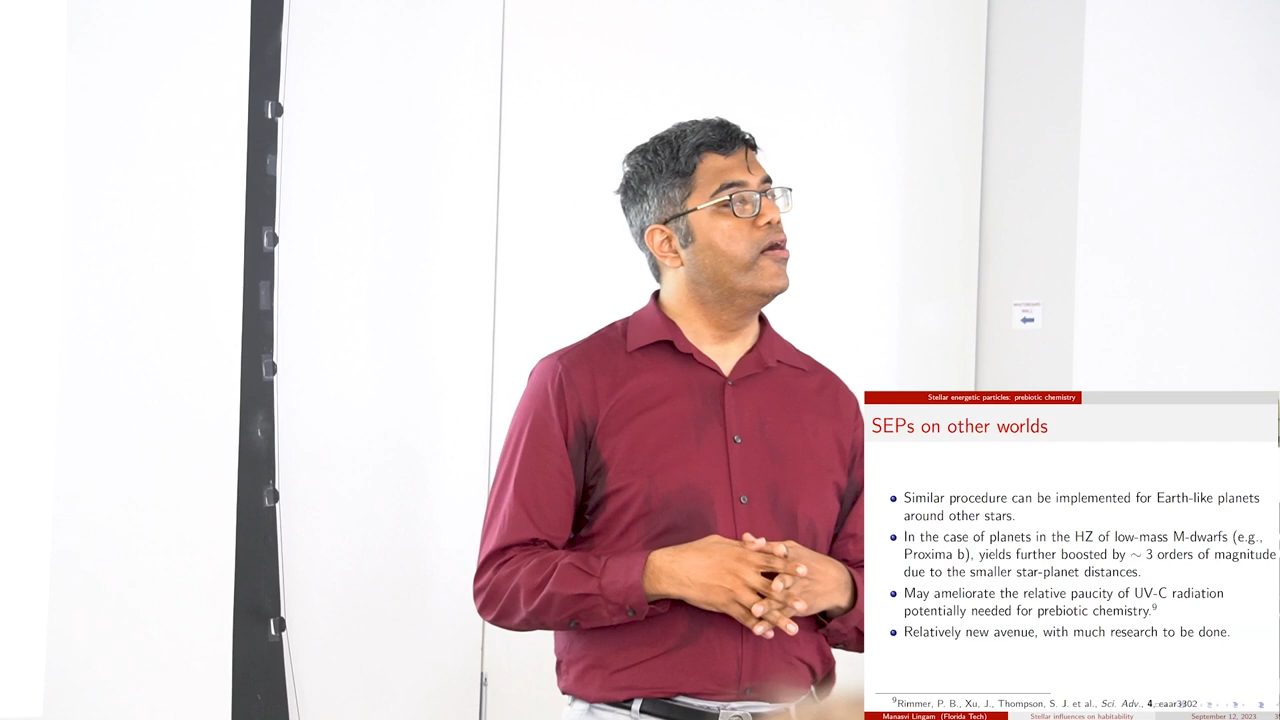 WHITEBOARD
WALL
Stellar energetic particles: prebiotic chemistry
SEPs on other worlds
Similar procedure can be implemented for Earth-like planets
around other stars.
In the case of planets in the HZ of low-mass M-dwarfs (e.g.,
Proxima b), yields further boosted by ∼ 3 orders of magnitude
due to the smaller star-planet distances.
May ameliorate the relative paucity of UV-C radiation
potentially needed for prebiotic chemistry.⁹
Relatively new avenue, with much research to be done.
⁹Rimmer, P. B., Xu, J., Thompson, S. J. et al., Sci. Adv., 4, eaar3302
Manasvi Lingam (Florida Tech) Stellar influences on habitability September 12, 2023